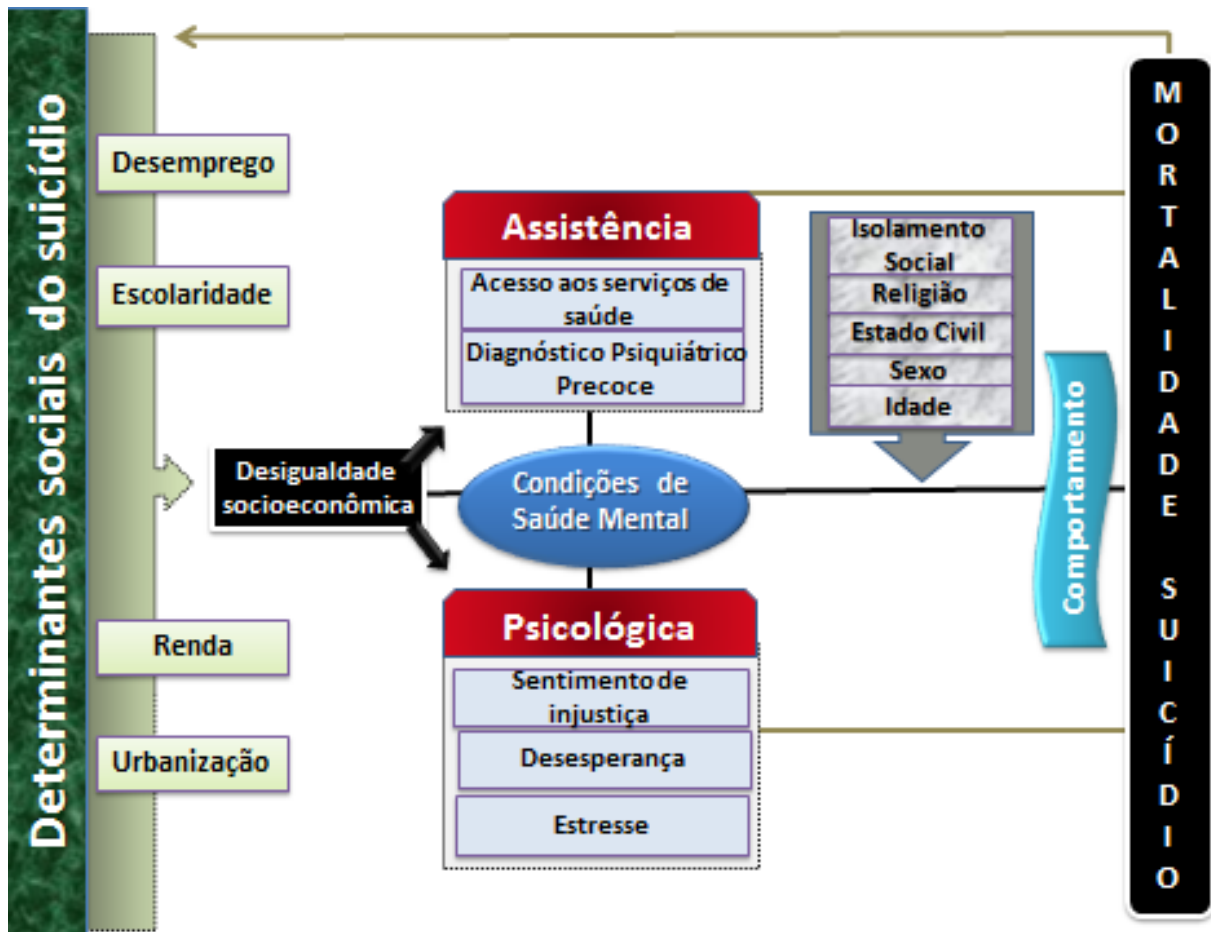 Determinantes sociais do suicídio
Desemprego
Escolaridade
Renda
Urbanização
Desigualdade
socioeconômica
Assistência
Acesso aos serviços de
saúde
Diagnóstico Psiquiátrico
Precoce
Condições de
Saúde Mental
Psicológica
Sentimento de
injustiça
Desesperança
Estresse
Isolamento
Social
Religião
Estado Civil
Sexo
Idade
Comportamento
MORTALIDADE SUICÍDIO